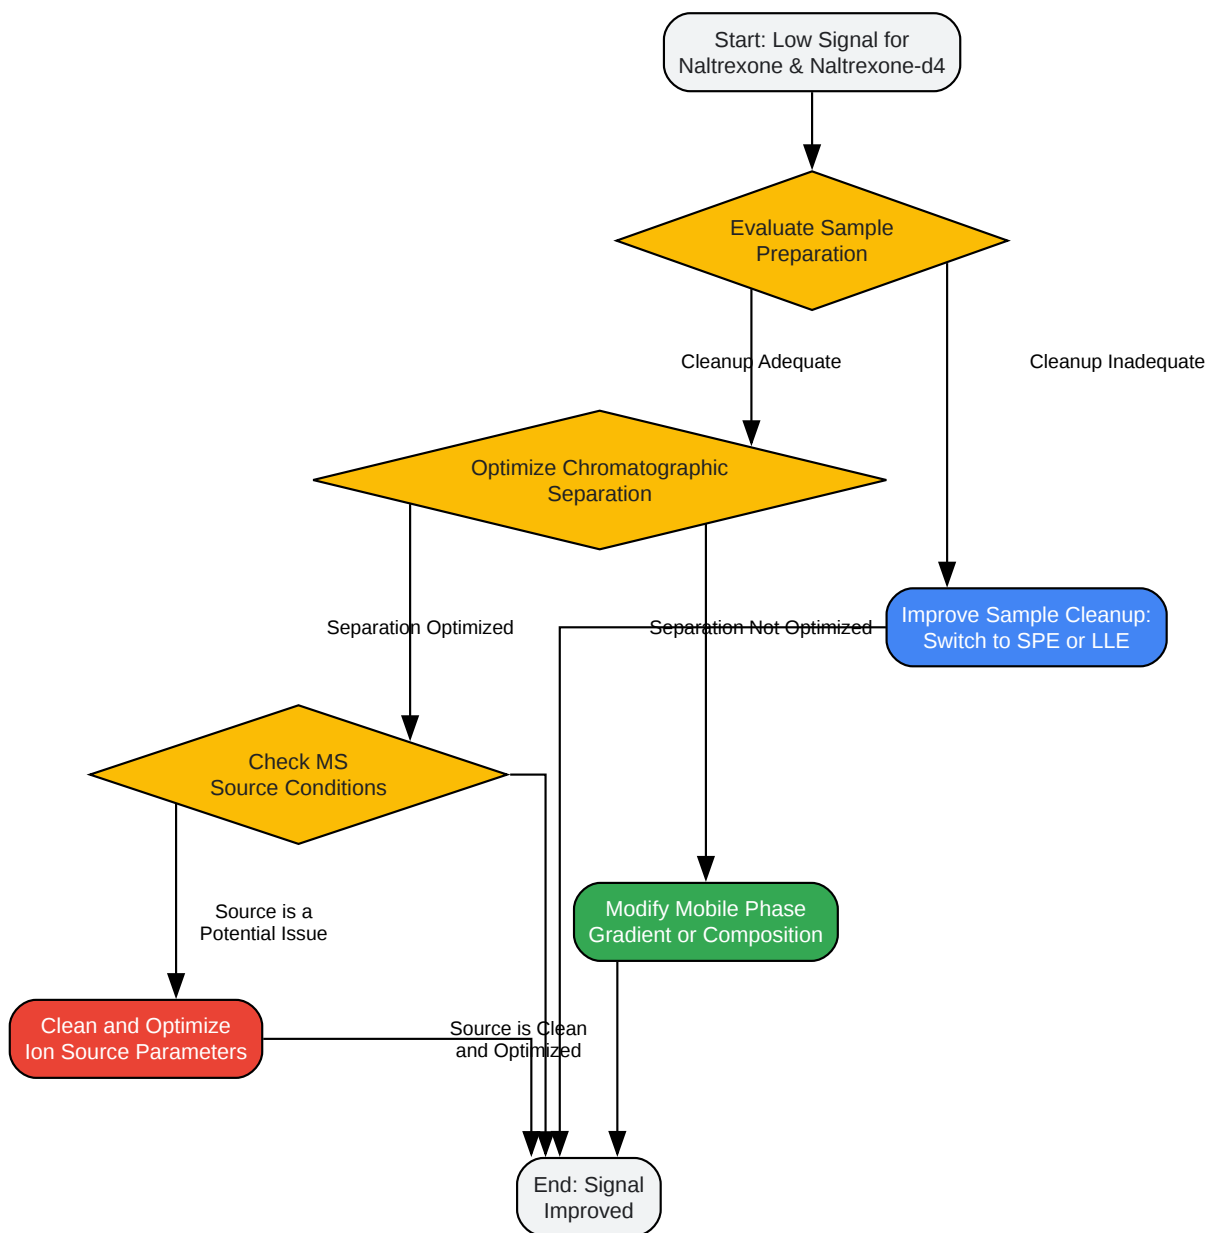 Start: Low Signal for
Naltrexone & Naltrexone-d4
Evaluate Sample
Preparation
Cleanup Adequate
Cleanup Inadequate
Optimize Chromatographic
Separation
Separation Optimized
Separation Not Optimized
Improve Sample Cleanup:
Switch to SPE or LLE
Check MS
Source Conditions
Source is a
Potential Issue
Modify Mobile Phase
Gradient or Composition
Clean and Optimize
Ion Source Parameters
Source is Clean
and Optimized
End: Signal
Improved